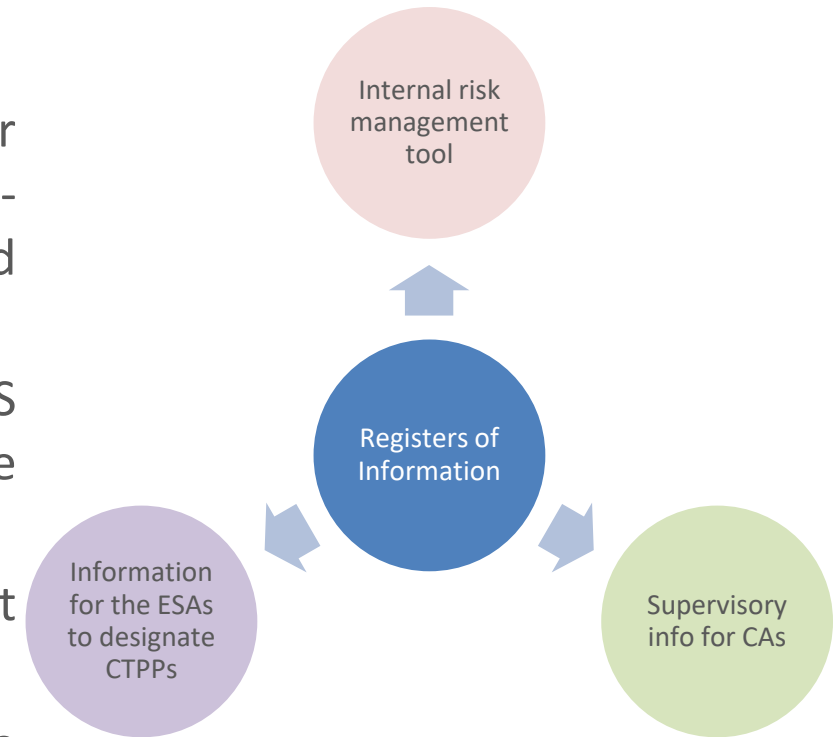 Internal risk
management
tool
r
-
d
Registers of
Information
S
e
Information
for the ESAs
to designate
CTPPs
t
Supervisory
info for CAs